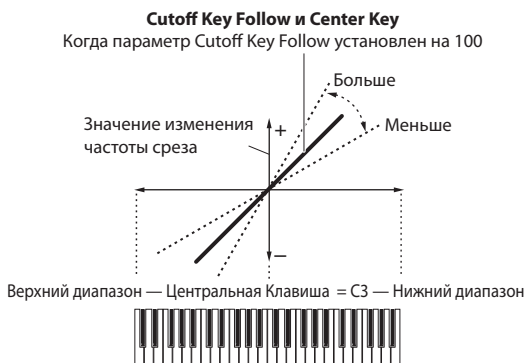 Cutoff Key Follow и Center Key
Когда параметр Cutoff Key Follow установлен на 100
Больше
Значение изменения
частоты среза
+
Меньше
–
Верхний диапазон — Центральная Клавиша = C3 — Нижний диапазон